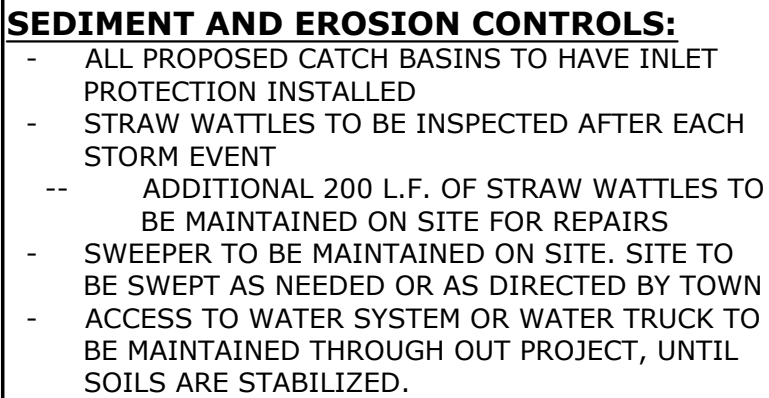 SEDIMENT AND EROSION CONTROLS:
- ALL PROPOSED CATCH BASINS TO HAVE INLET
PROTECTION INSTALLED
- STRAW WATTLES TO BE INSPECTED AFTER EACH
STORM EVENT
-- ADDITIONAL 200 L.F. OF STRAW WATTLES TO
BE MAINTAINED ON SITE FOR REPAIRS
- SWEEPER TO BE MAINTAINED ON SITE. SITE TO
BE SWEPT AS NEEDED OR AS DIRECTED BY TOWN
- ACCESS TO WATER SYSTEM OR WATER TRUCK TO
BE MAINTAINED THROUGH OUT PROJECT, UNTIL
SOILS ARE STABILIZED.